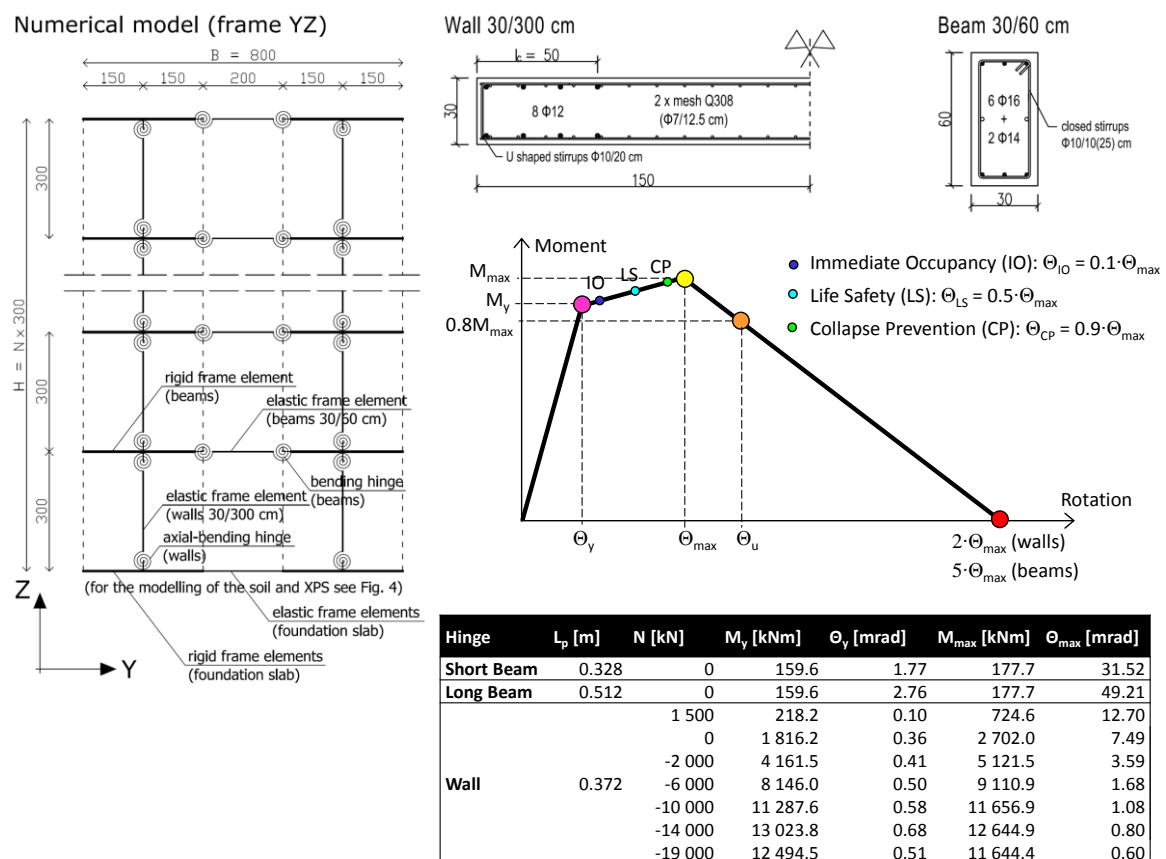 Numerical model (frame YZ)
B = 800
150 150 200 150 150
300
H = N x 300
300
300
rigid frame element
(beams)
elastic frame element
(beams 30/60 cm)
bending hinge
(beams)
elastic frame element
(walls 30/300 cm)
axial-bending hinge
(walls)
(for the modelling of the soil and XPS see Fig. 4)
Z
Y
elastic frame elements
(foundation slab)
rigid frame elements
(foundation slab)
Wall 30/300 cm
lc = 50
30
8 Φ12
2 x mesh Q308
(Φ7/12.5 cm)
U shaped stirrups Φ10/20 cm
150
Beam 30/60 cm
60
6 Φ16
+
2 Φ14
closed stirrups
Φ10/10(25) cm
30
Moment
Mmax
My
0.8Mmax
IO
LS
CP
Immediate Occupancy (IO): ΘIO = 0.1·Θmax
Life Safety (LS): ΘLS = 0.5·Θmax
Collapse Prevention (CP): ΘCP = 0.9·Θmax
Rotation
Θy Θmax Θu
2·Θmax (walls)
5·Θmax (beams)
Hinge Lp [m] N [kN] My [kNm] Θy [mrad] Mmax [kNm] Θmax [mrad]
Short Beam 0.328 0 159.6 1.77 177.7 31.52
Long Beam 0.512 0 159.6 2.76 177.7 49.21
1 500 218.2 0.10 724.6 12.70
0 1 816.2 0.36 2 702.0 7.49
-2 000 4 161.5 0.41 5 121.5 3.59
Wall 0.372 -6 000 8 146.0 0.50 9 110.9 1.68
-10 000 11 287.6 0.58 11 656.9 1.08
-14 000 13 023.8 0.68 12 644.9 0.80
-19 000 12 494.5 0.51 11 644.4 0.60